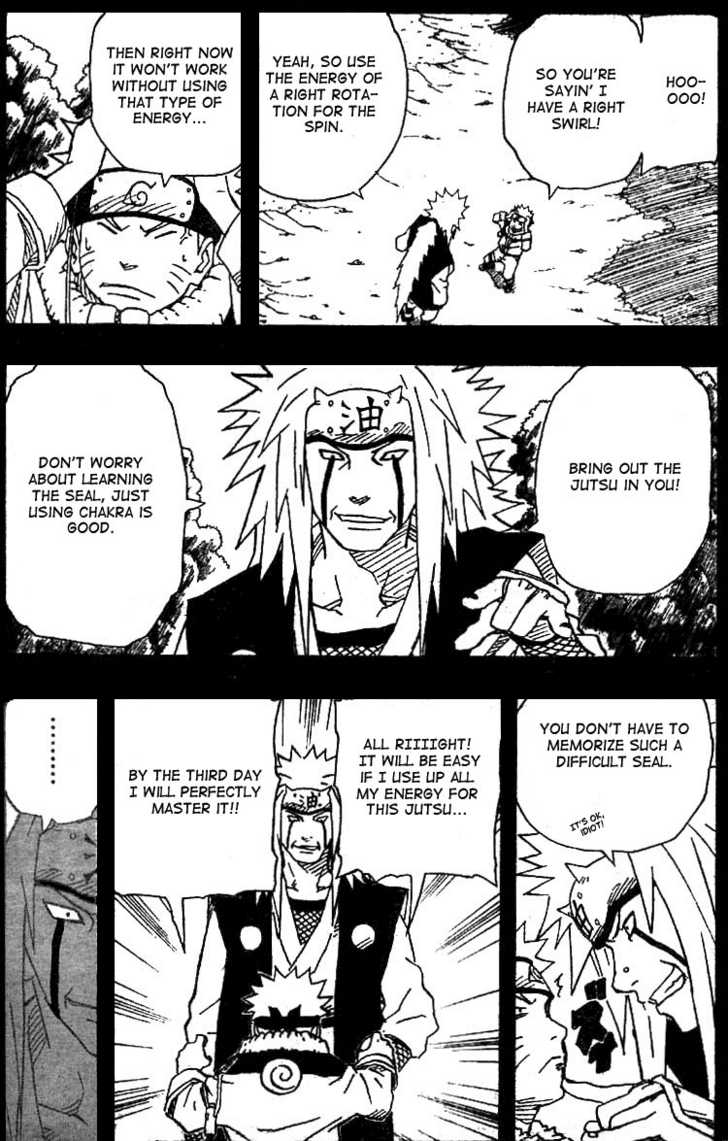 HOO-
OOO!
SO YOU'RE
SAYIN' I
HAVE A RIGHT
SWIRL!
YEAH, SO USE
THE ENERGY OF
A RIGHT ROTA-
TION FOR THE
SPIN.
THEN RIGHT NOW
IT WON'T WORK
WITHOUT USING
THAT TYPE OF
ENERGY...
BRING OUT THE
JUTSU IN YOU!
油
DON'T WORRY
ABOUT LEARNING
THE SEAL, JUST
USING CHAKRA IS
GOOD.
YOU DON'T HAVE TO
MEMORIZE SUCH A
DIFFICULT SEAL.
IT'S OK,
IDIOT!
ALL RIIIIGHT!
IT WILL BE EASY
IF I USE UP ALL
MY ENERGY FOR
THIS JUTSU...
油
BY THE THIRD DAY
I WILL PERFECTLY
MASTER IT!!
.........